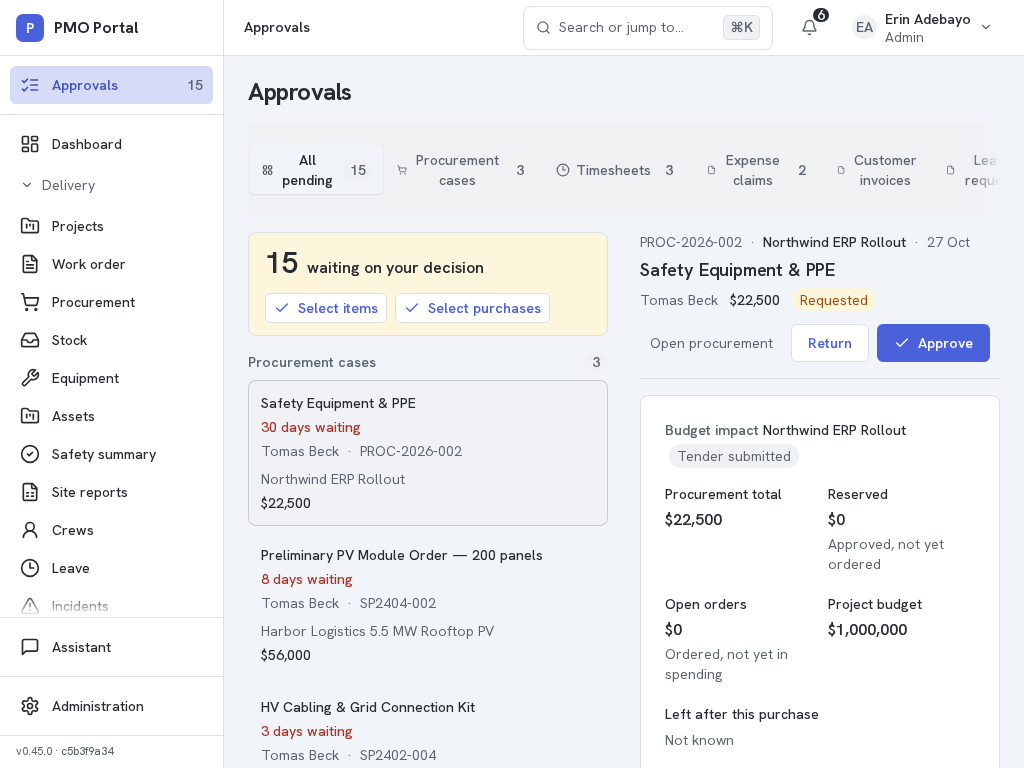 P PMO Portal
Approvals 15
Dashboard
Delivery
Projects
Work order
Procurement
Stock
Equipment
Assets
Safety summary
Site reports
Crews
Leave
Incidents
Assistant
Administration
v0.45.0 · c5b3f9a34
Approvals
Search or jump to...
⌘K
6
EA
Erin Adebayo
Admin
Approvals
All pending 15
Procurement cases 3
Timesheets 3
Expense claims 2
Customer invoices
15 waiting on your decision
Select items
Select purchases
Procurement cases 3
Safety Equipment & PPE
30 days waiting
Tomas Beck · PROC-2026-002
Northwind ERP Rollout
$22,500
Preliminary PV Module Order — 200 panels
8 days waiting
Tomas Beck · SP2404-002
Harbor Logistics 5.5 MW Rooftop PV
$56,000
HV Cabling & Grid Connection Kit
3 days waiting
Tomas Beck · SP2402-004
PROC-2026-002 · Northwind ERP Rollout · 27 Oct
Safety Equipment & PPE
Tomas Beck $22,500 Requested
Open procurement
Return
Approve
Budget impact Northwind ERP Rollout
Tender submitted
Procurement total
$22,500
Reserved
$0
Approved, not yet
ordered
Open orders
$0
Ordered, not yet in
spending
Project budget
$1,000,000
Left after this purchase
Not known